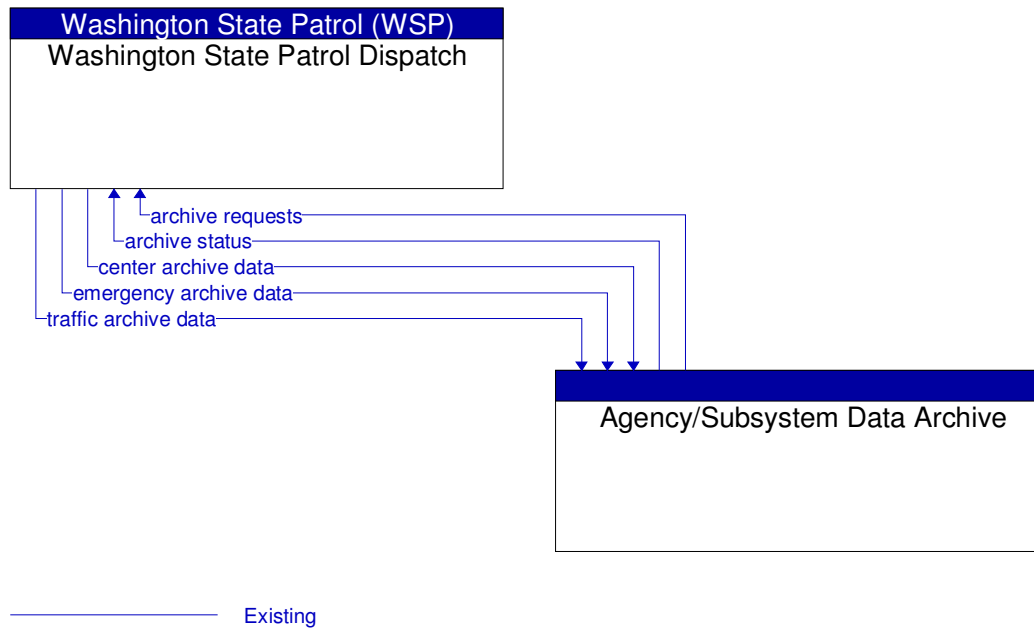 Washington State Patrol (WSP)
Washington State Patrol Dispatch
archive requests
archive status
center archive data
emergency archive data
traffic archive data
Agency/Subsystem Data Archive
Existing